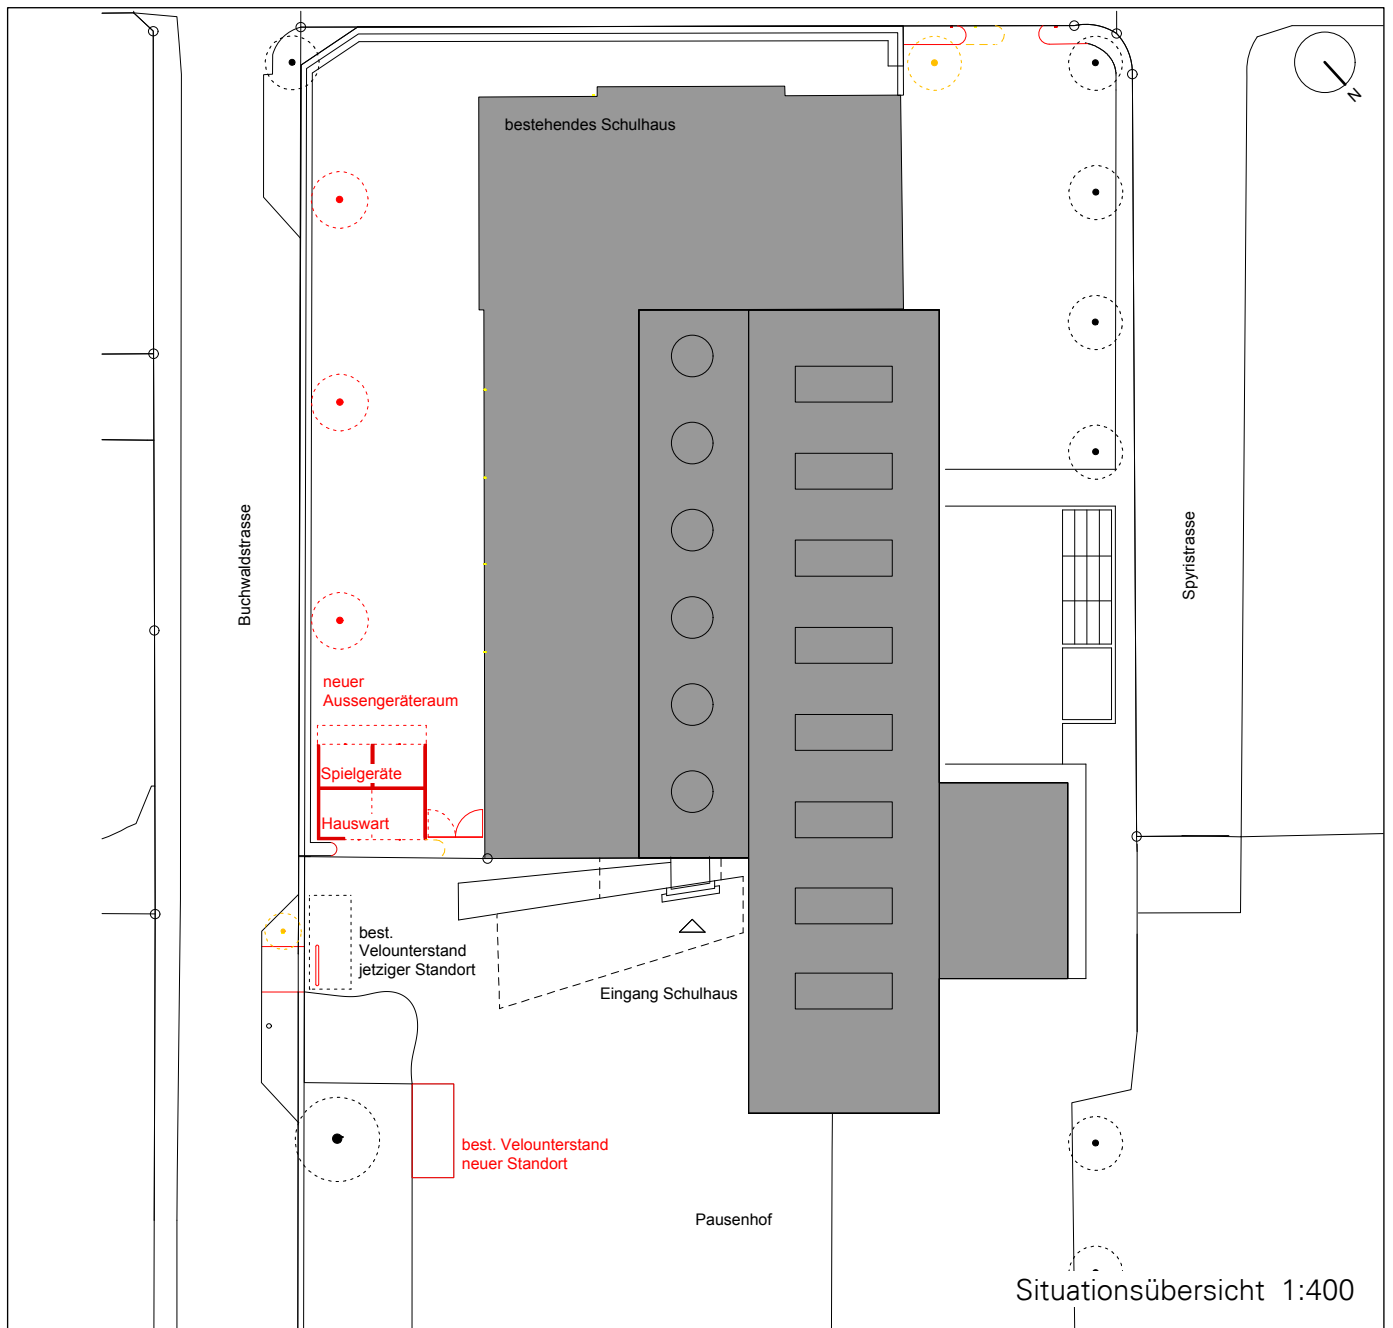 bestehendes Schulhaus
N
Buchwaldstrasse
Spyristrasse
neuer
Aussengeräteraum
Spielgeräte
Hauswart
best.
Velounterstand
jetziger Standort
Eingang Schulhaus
best. Velounterstand
neuer Standort
Pausenhof
Situationsübersicht 1:400